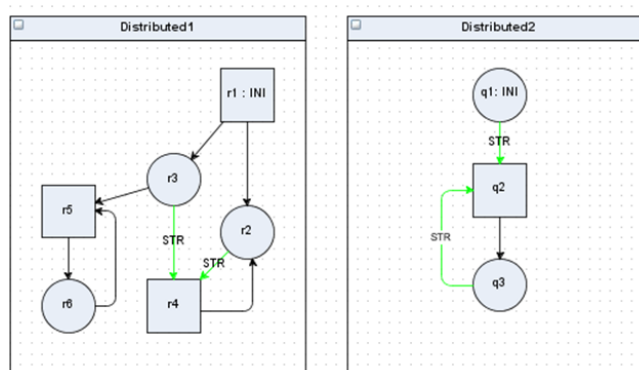 Distributed1
Distributed2
r1 : INI
q1: INI
STR
r3
q2
r5
r2
STR
STR
STR
r6
r4
q3